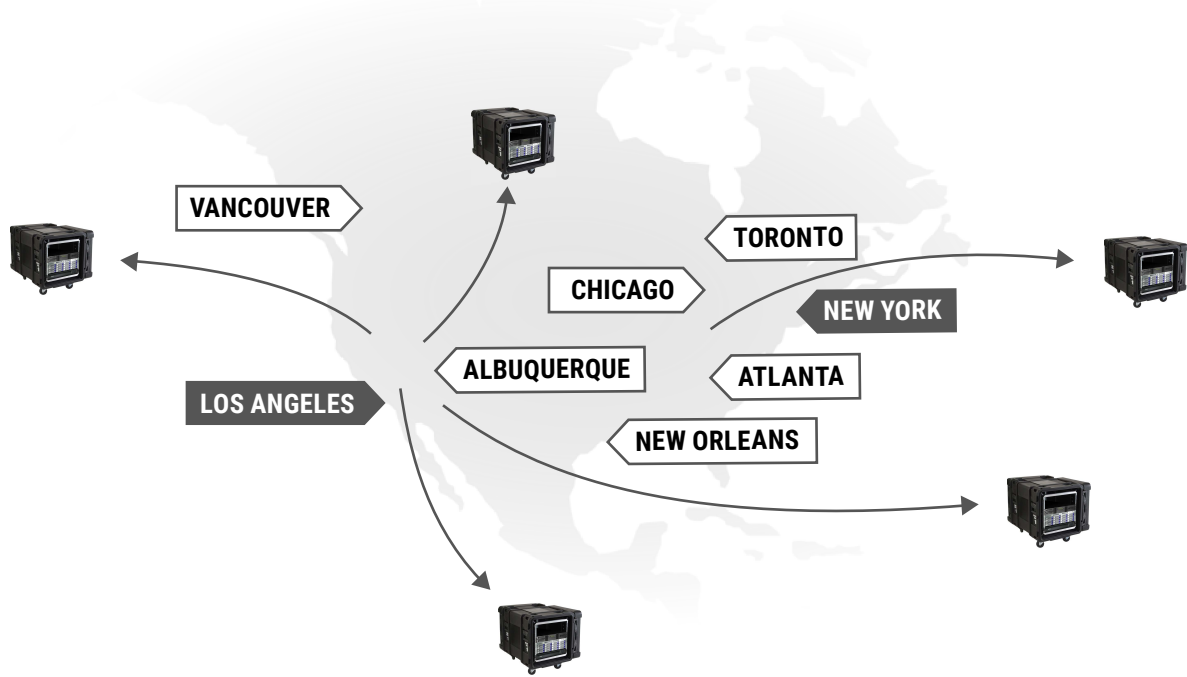 VANCOUVER
TORONTO
CHICAGO
NEW YORK
ALBUQUERQUE
ATLANTA
LOS ANGELES
NEW ORLEANS